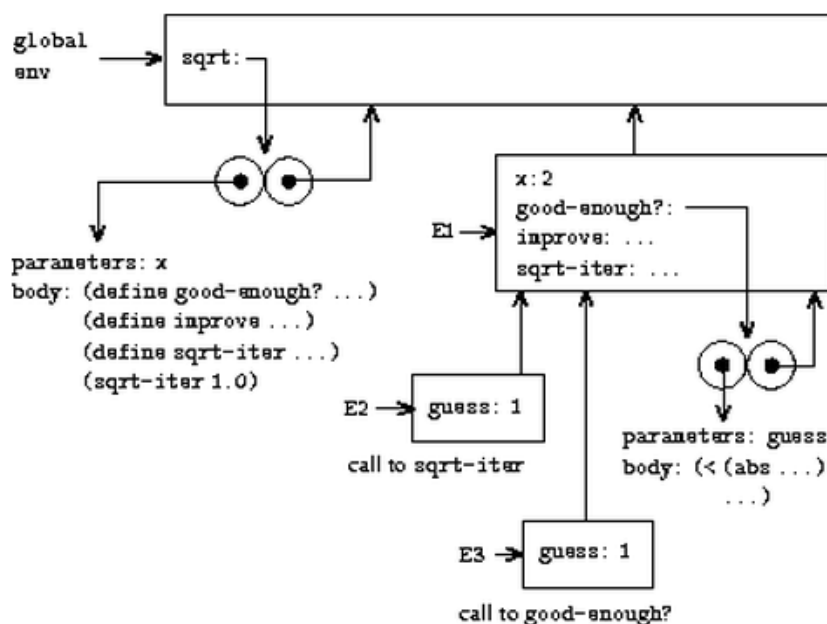 global
env
sqrt:
x:2
good-enough?:
improve: ...
sqrt-iter: ...
E1
parameters: x
body: (define good-enough? ...)
(define improve ...)
(define sqrt-iter ...)
(sqrt-iter 1.0)
E2
guess: 1
call to sqrt-iter
parameters: guess
body: (< (abs ...)
...)
E3
guess: 1
call to good-enough?